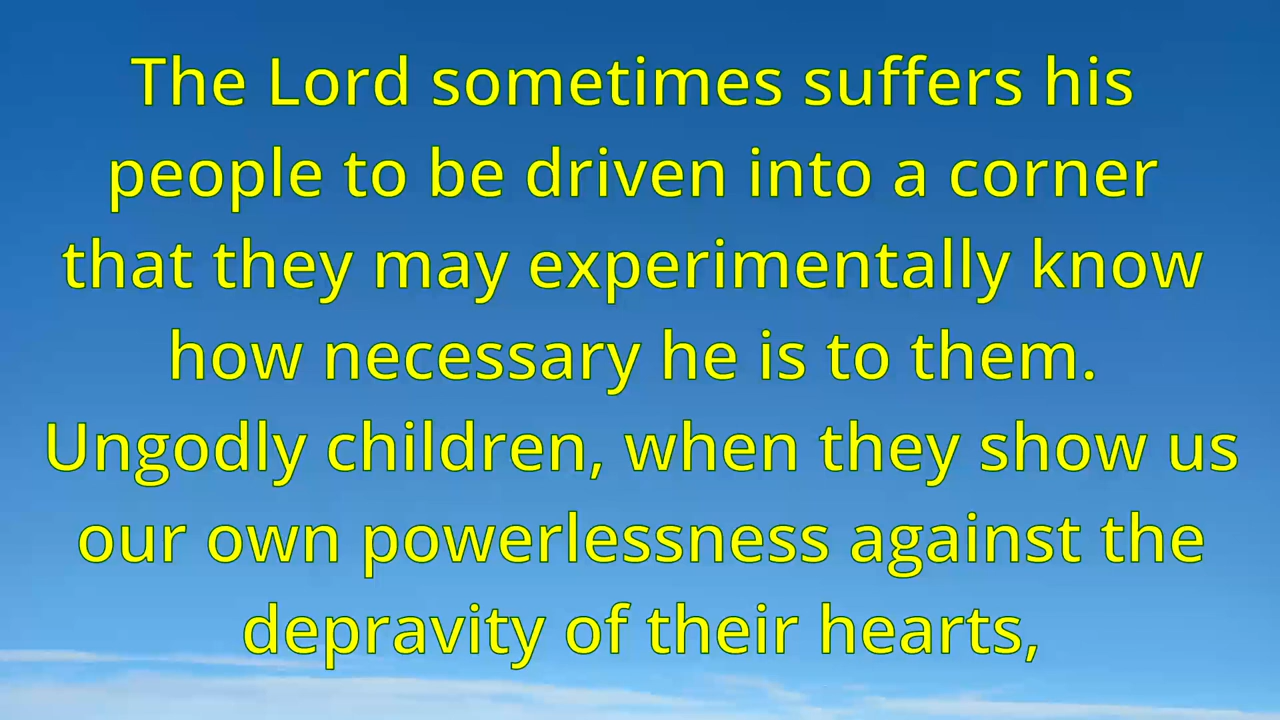 The Lord sometimes suffers his
people to be driven into a corner
that they may experimentally know
how necessary he is to them.
Ungodly children, when they show us
our own powerlessness against the
depravity of their hearts,